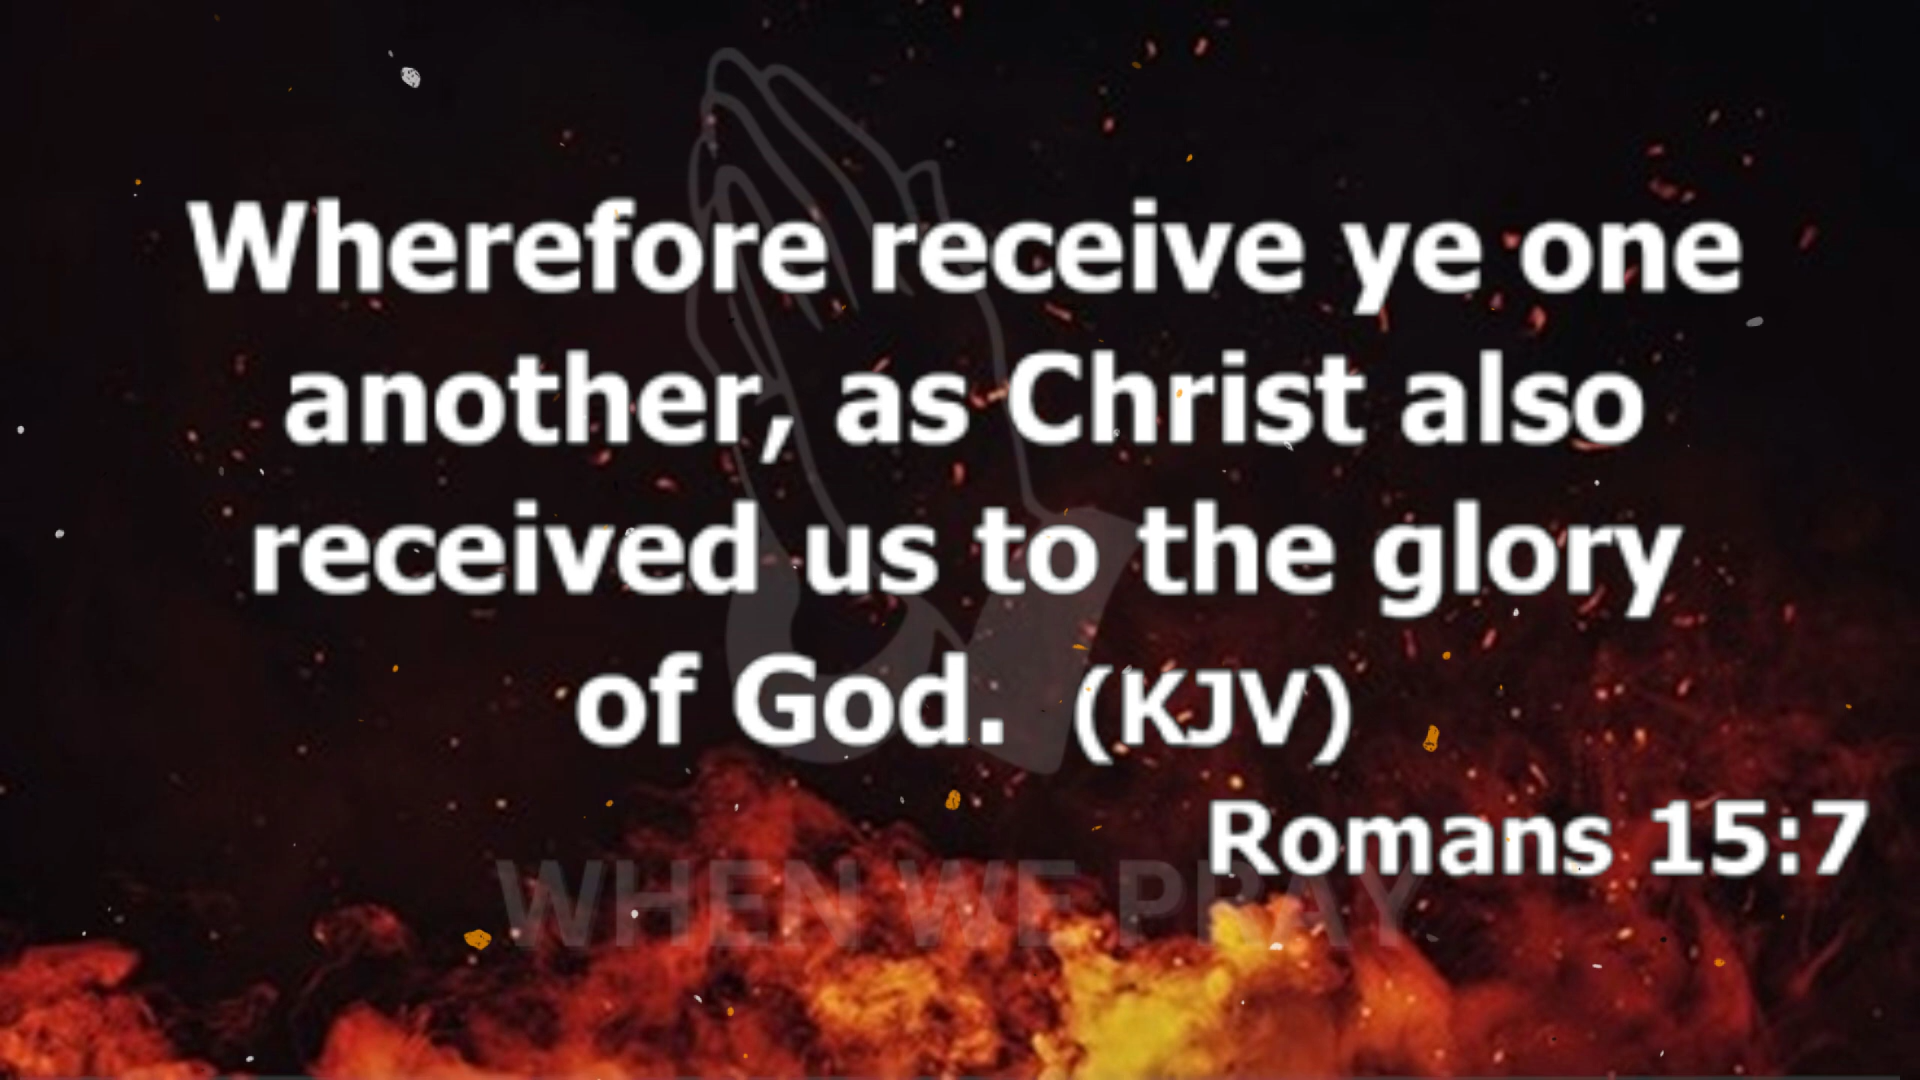 Wherefore receive ye one
another, as Christ also
received us to the glory
of God. (KJV)
Romans 15:7
WHEN WE PRAY